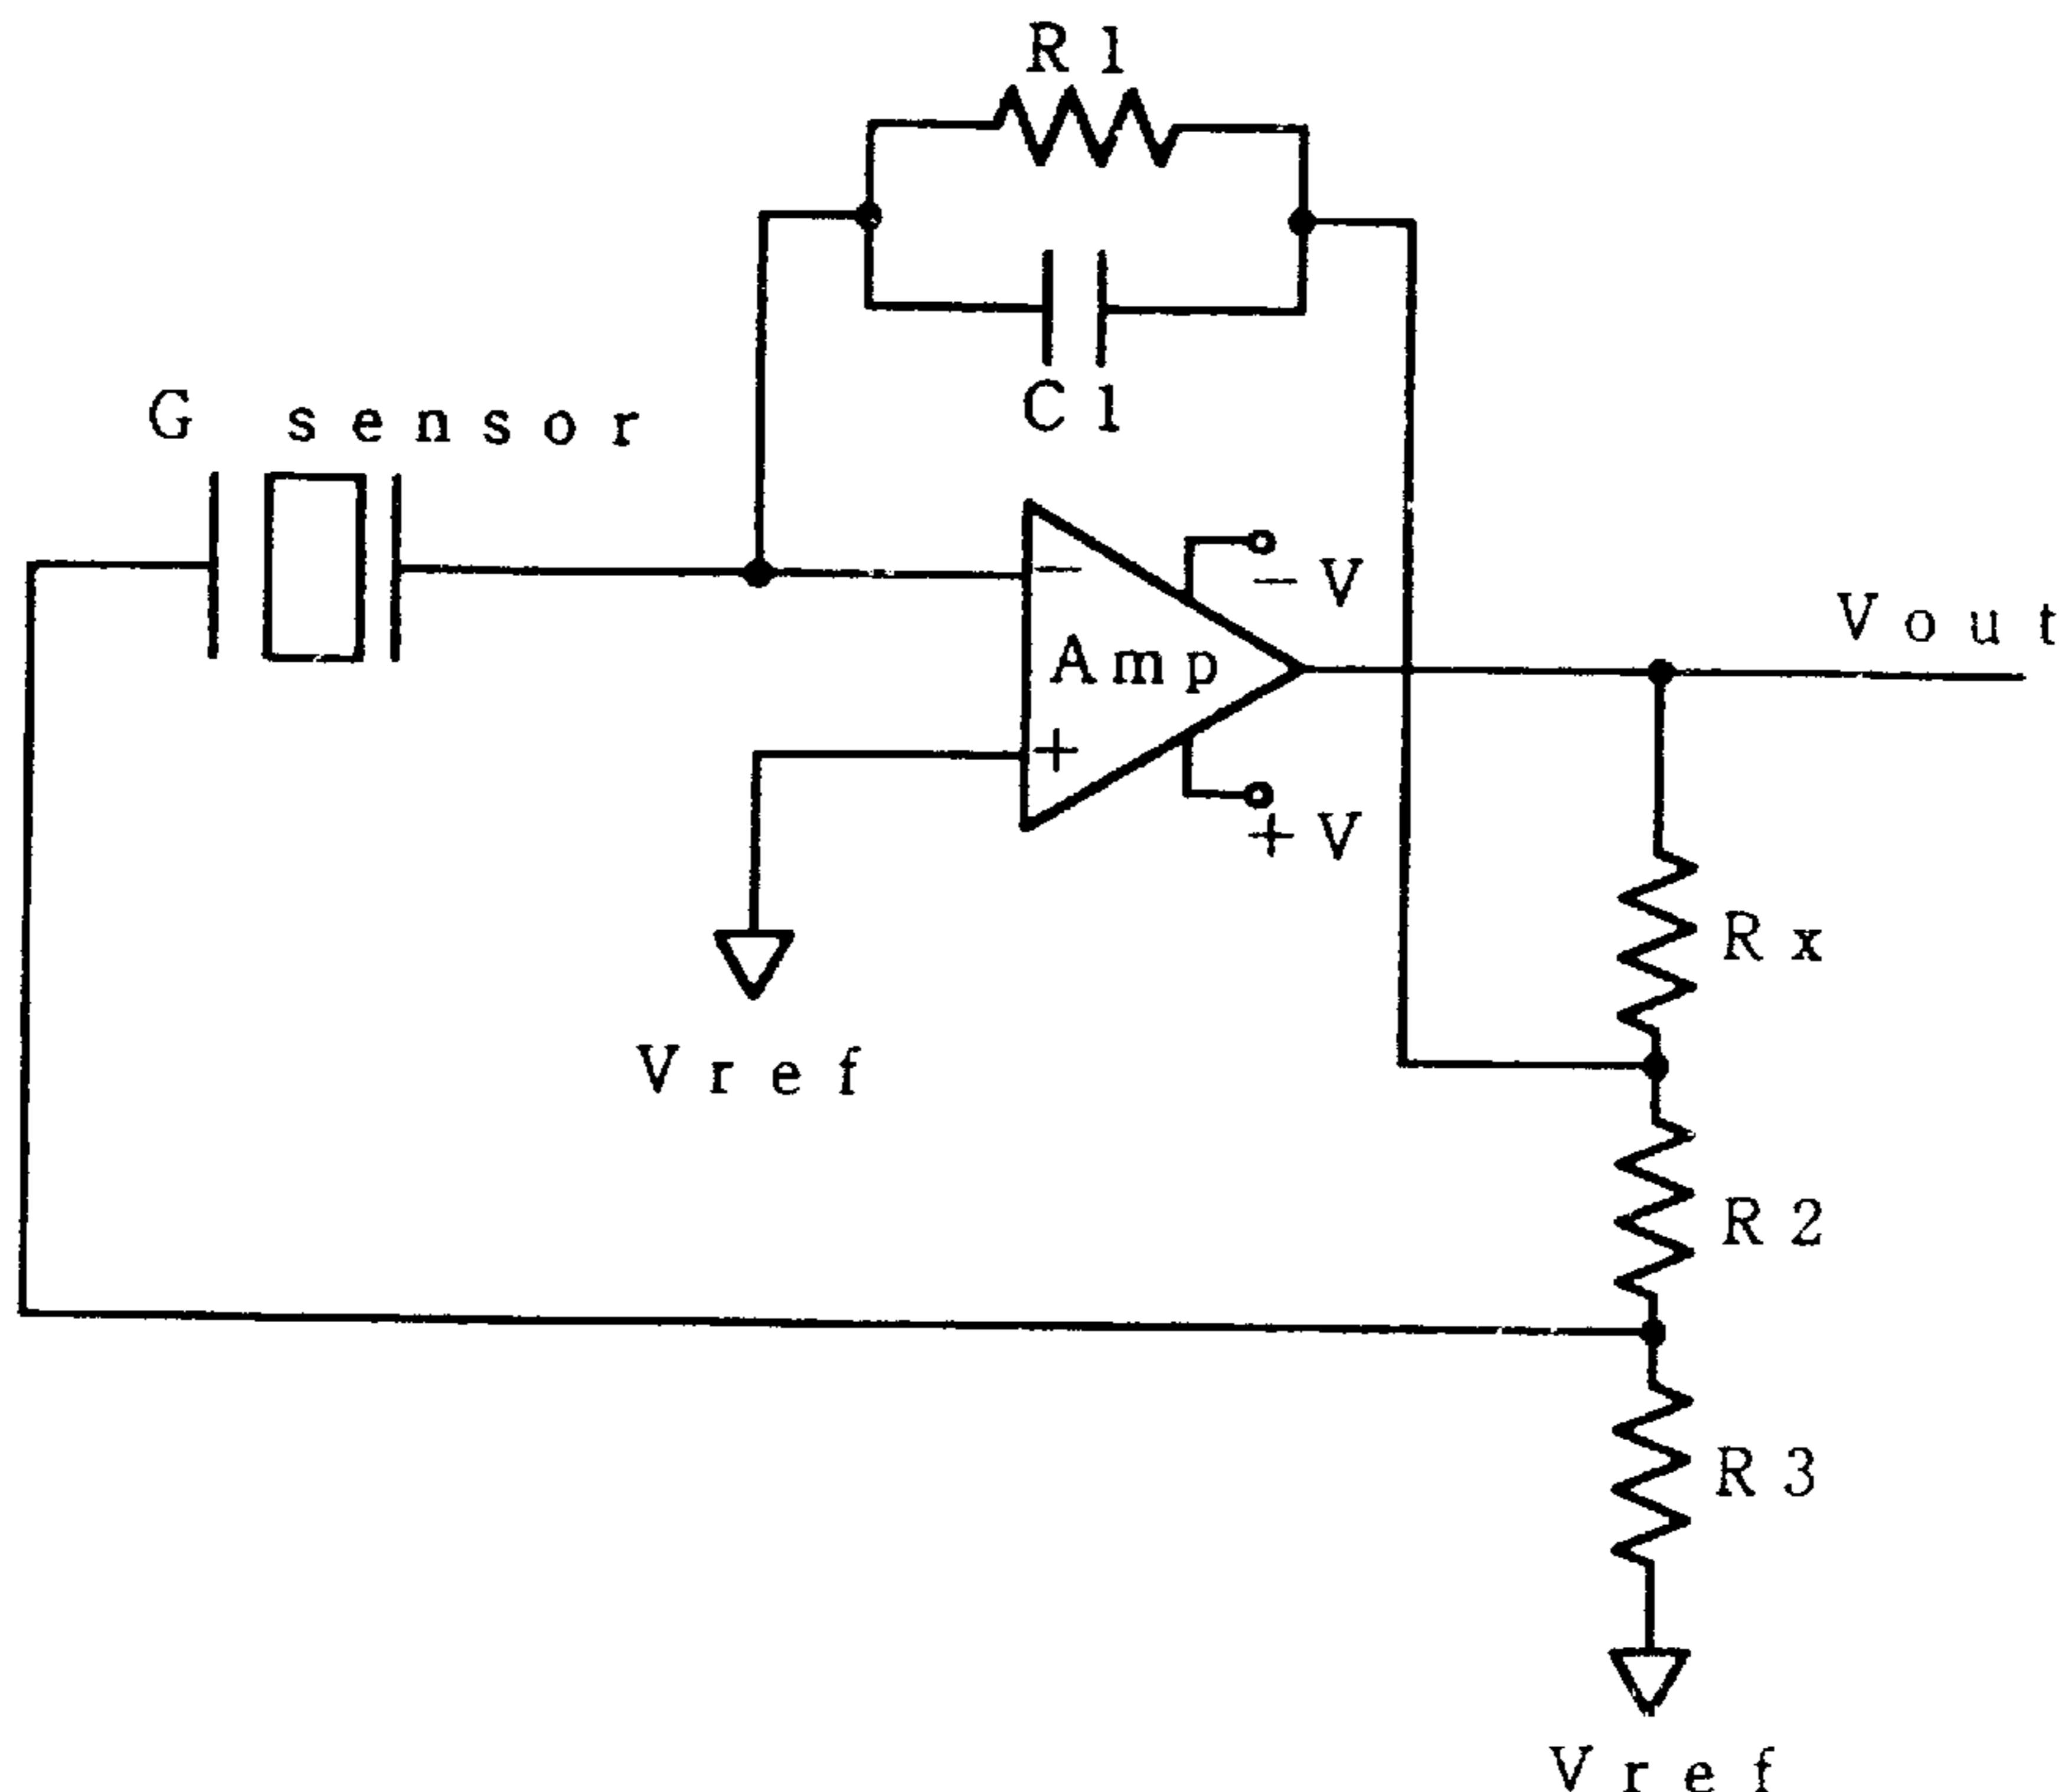 R1
C1
G sensor
−
−V
Vout
Amp
+
+V
Rx
Vref
R2
R3
Vref